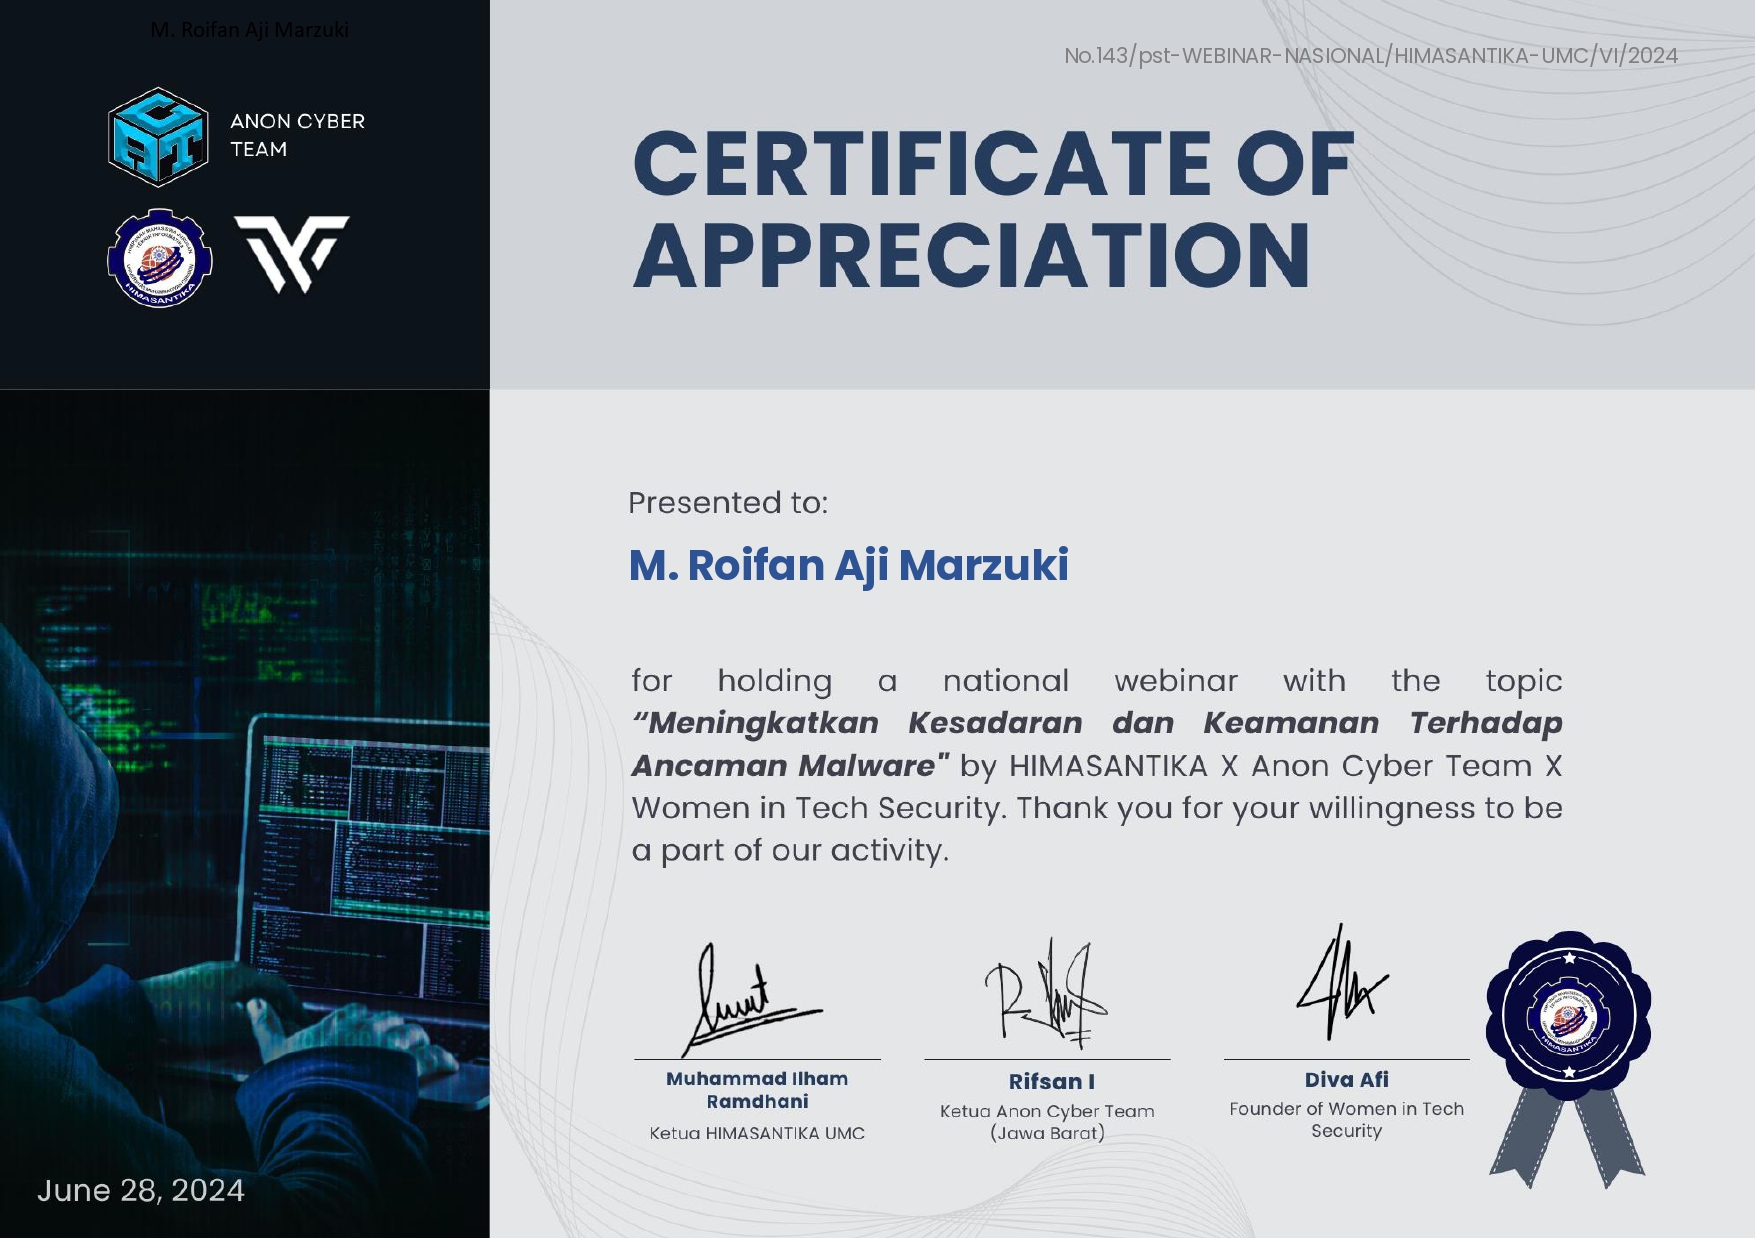 M. Roifan Aji Marzuki
No.143/pst-WEBINAR-NASIONAL/HIMASANTIKA-UMC/VI/2024
ANON CYBER
TEAM
HIMASANTIKA
CERTIFICATE OF
APPRECIATION
Presented to:
M. Roifan Aji Marzuki
for holding a national webinar with the topic
“Meningkatkan Kesadaran dan Keamanan Terhadap
Ancaman Malware" by HIMASANTIKA X Anon Cyber Team X
Women in Tech Security. Thank you for your willingness to be
a part of our activity.
Muhammad Ilham
Ramdhani
Ketua HIMASANTIKA UMC
Rifsan I
Ketua Anon Cyber Team
(Jawa Barat)
Diva Afi
Founder of Women in Tech
Security
HIMASANTIKA
June 28, 2024